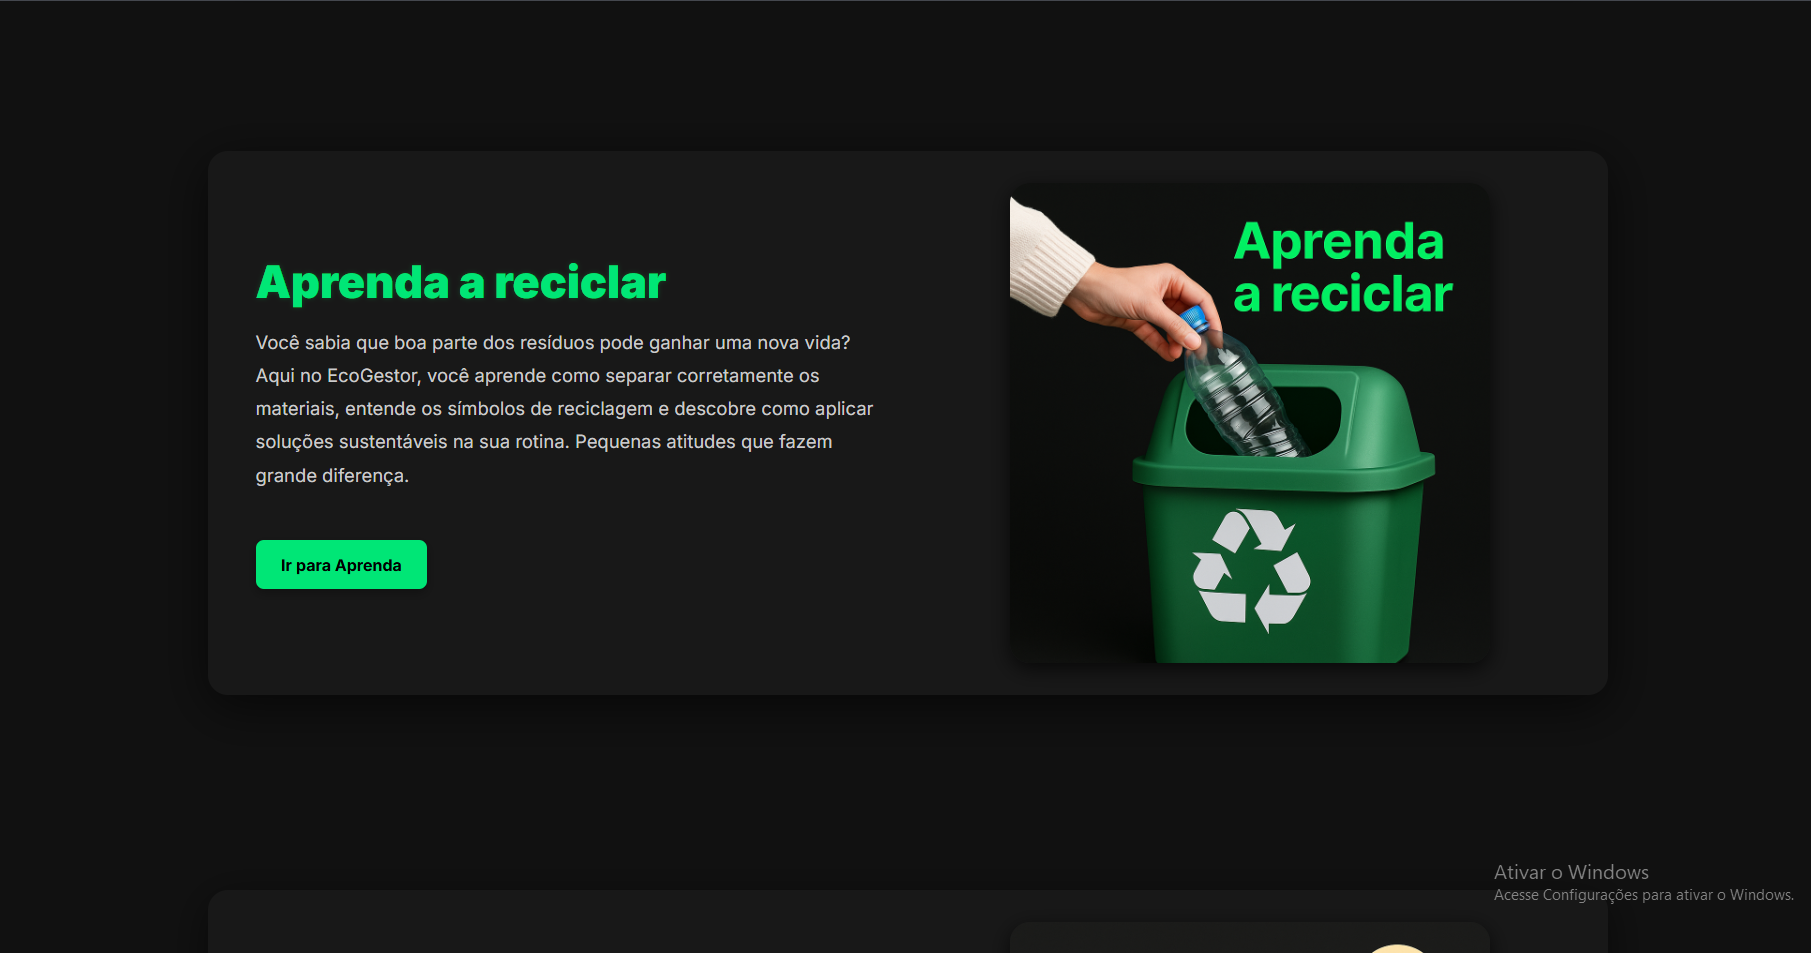 Aprenda a reciclar
Você sabia que boa parte dos resíduos pode ganhar uma nova vida?
Aqui no EcoGestor, você aprende como separar corretamente os
materiais, entende os símbolos de reciclagem e descobre como aplicar
soluções sustentáveis na sua rotina. Pequenas atitudes que fazem
grande diferença.
Ir para Aprenda
Aprenda
a reciclar
Ativar o Windows
Acesse Configurações para ativar o Windows.